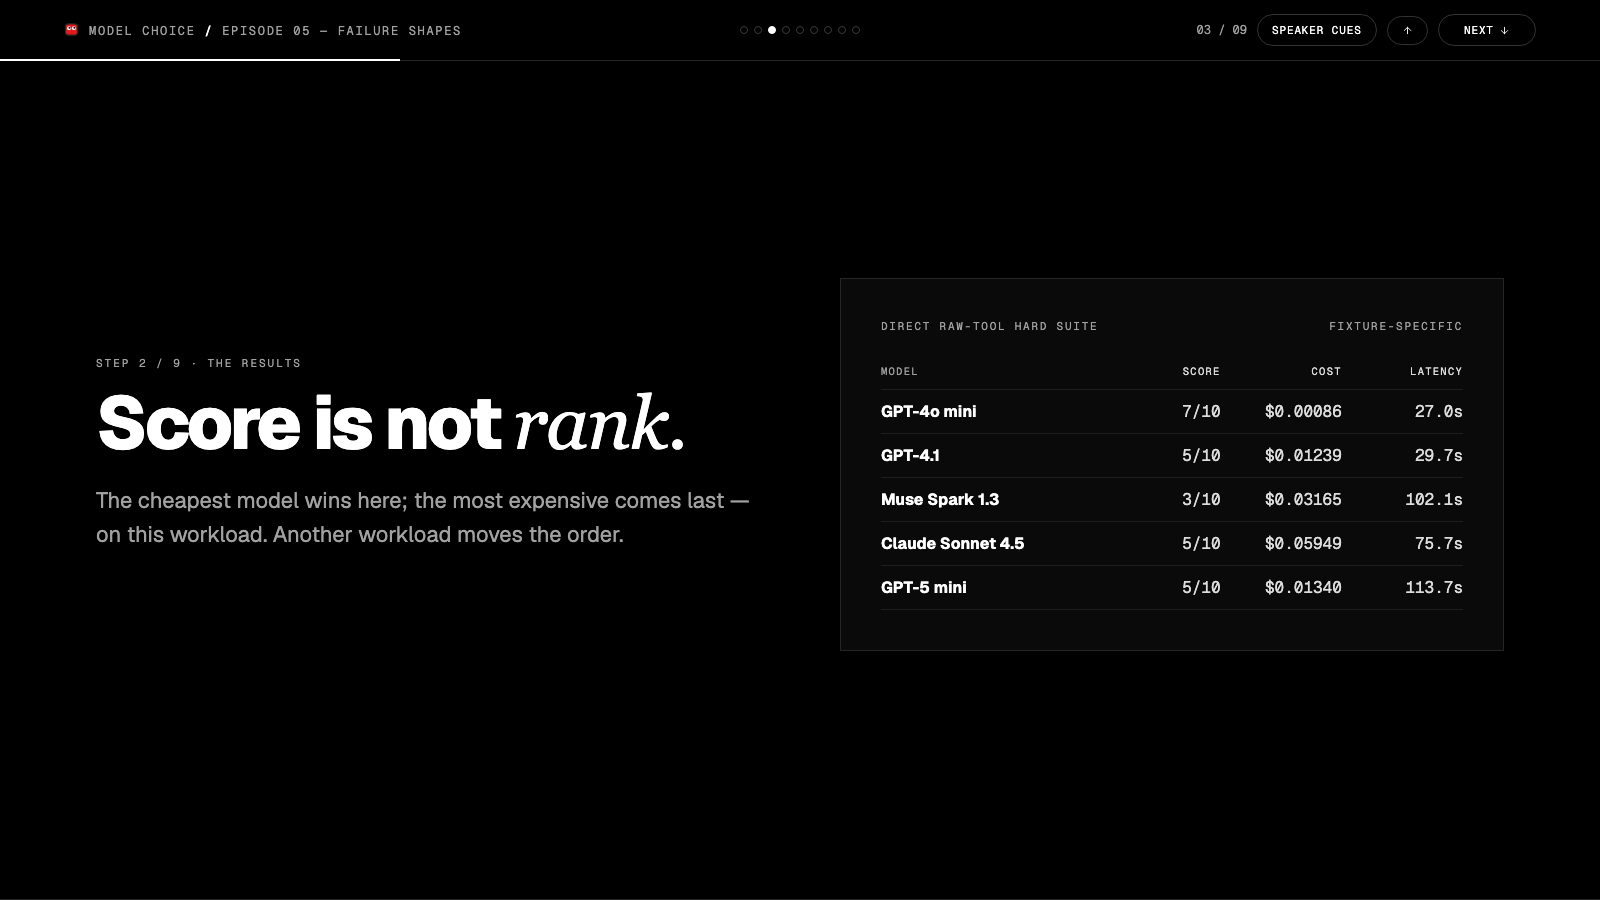 MODEL CHOICE / EPISODE 05 — FAILURE SHAPES
03 / 09
SPEAKER CUES
↑
NEXT ↓
STEP 2 / 9 · THE RESULTS
Score is not rank.
The cheapest model wins here; the most expensive comes last —
on this workload. Another workload moves the order.
DIRECT RAW-TOOL HARD SUITE FIXTURE-SPECIFIC
MODEL SCORE COST LATENCY
GPT-4o mini 7/10 $0.00086 27.0s
GPT-4.1 5/10 $0.01239 29.7s
Muse Spark 1.3 3/10 $0.03165 102.1s
Claude Sonnet 4.5 5/10 $0.05949 75.7s
GPT-5 mini 5/10 $0.01340 113.7s